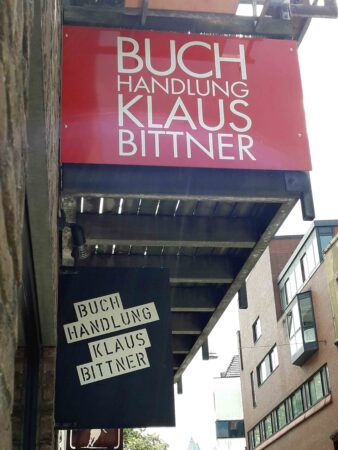 BUCH
HANDLUNG
KLAUS
BITTNER
BUCH
HANDLUNG
KLAUS
BITTNER